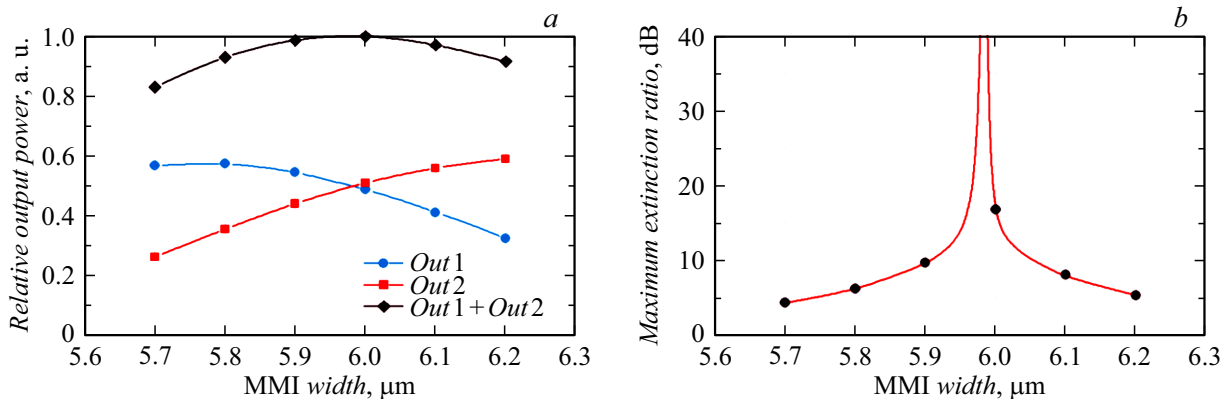 a
Relative output power, a. u.
1.0
0.8
0.6
0.4
0.2
0
Out 1
Out 2
Out 1 + Out 2
5.6 5.7 5.8 5.9 6.0 6.1 6.2 6.3
MMI width, μm
b
Maximum extinction ratio, dB
40
30
20
10
0
5.6 5.7 5.8 5.9 6.0 6.1 6.2 6.3
MMI width, μm